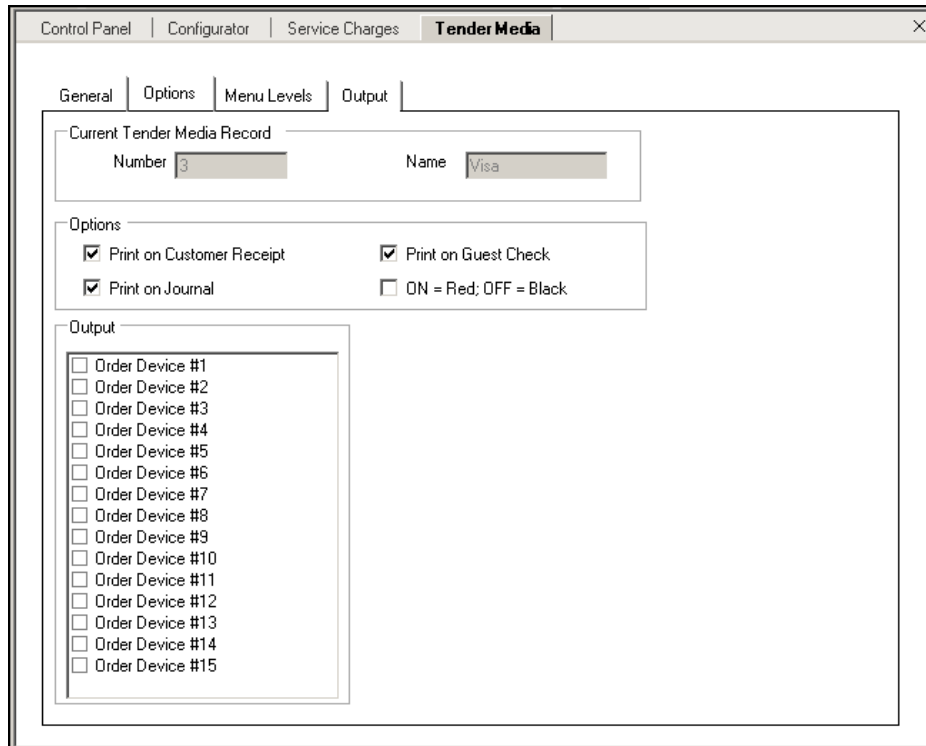 Control Panel | Configurator | Service Charges Tender Media
General Options Menu Levels Output
Current Tender Media Record
Number 3 Name Visa
Options
Print on Customer Receipt Print on Guest Check
Print on Journal ON = Red; OFF = Black
Output
Order Device #1
Order Device #2
Order Device #3
Order Device #4
Order Device #5
Order Device #6
Order Device #7
Order Device #8
Order Device #9
Order Device #10
Order Device #11
Order Device #12
Order Device #13
Order Device #14
Order Device #15